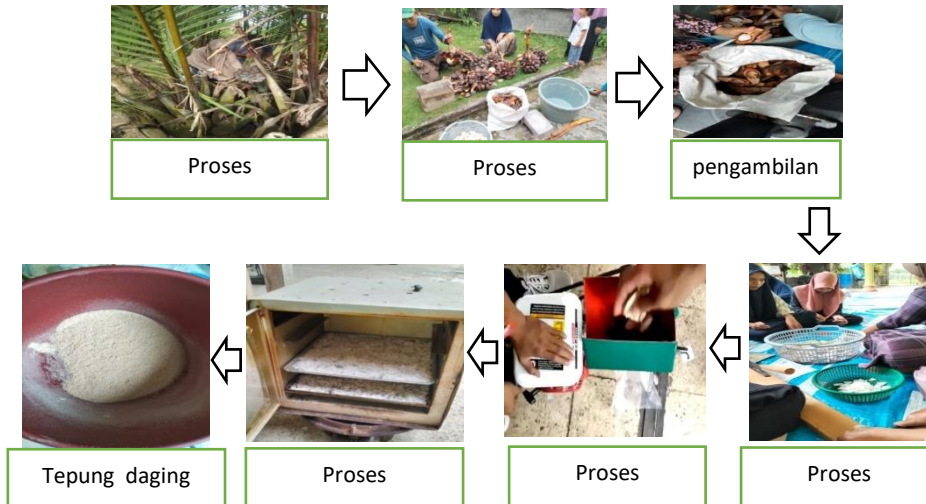 Proses
Proses
pengambilan
Tepung daging
Proses
Proses
Proses